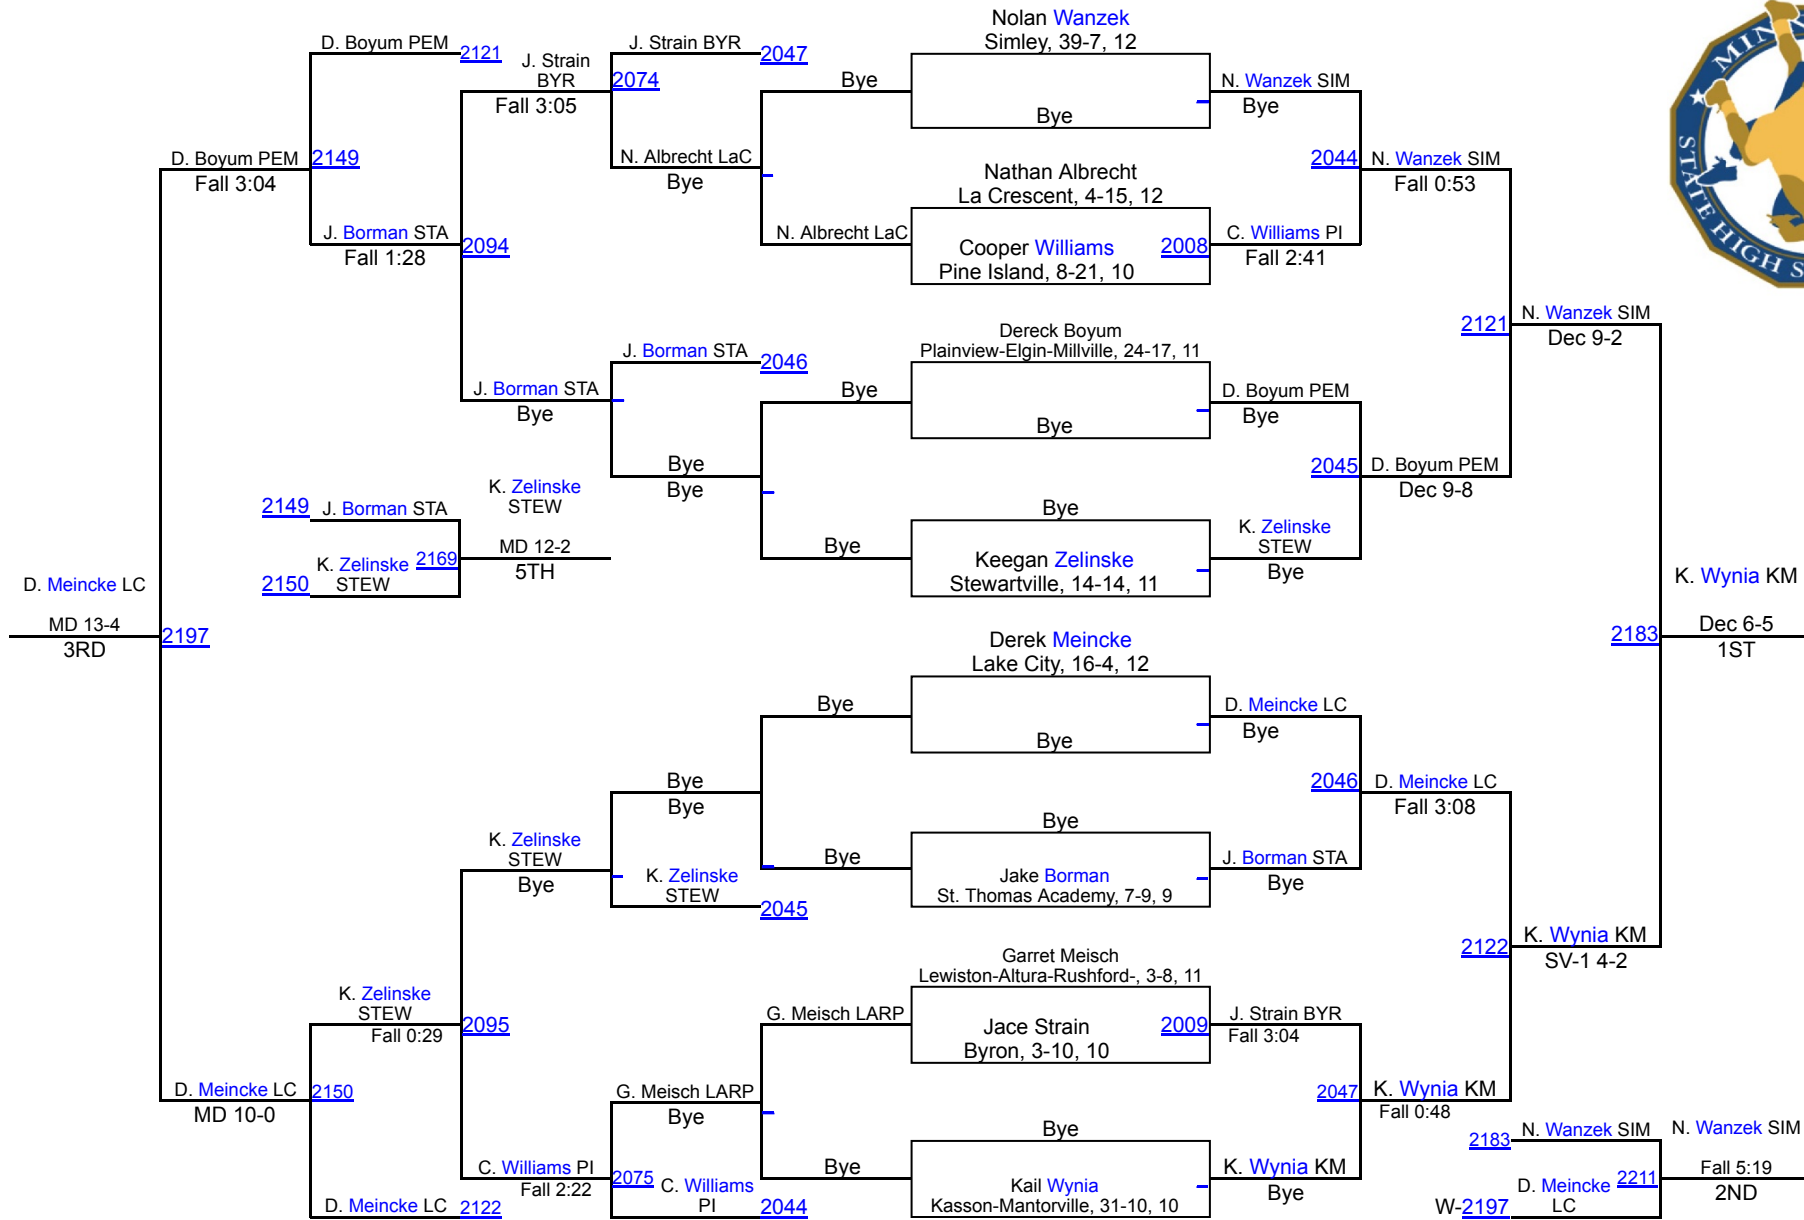 Nolan Wanzek
Simley, 39-7, 12
D. Boyum PEM
2121
J. Strain
BYR
Fall 3:05
J. Strain BYR
2047
2074
Bye
Bye
N. Wanzek SIM
Bye
D. Boyum PEM
2149
Fall 3:04
N. Albrecht LaC
Bye
Nathan Albrecht
La Crescent, 4-15, 12
2044
N. Wanzek SIM
Fall 0:53
J. Borman STA
2094
Fall 1:28
N. Albrecht LaC
Cooper Williams
2008
Pine Island, 8-21, 10
C. Williams PI
Fall 2:41
Dereck Boyum
Plainview-Elgin-Millville, 24-17, 11
2121
N. Wanzek SIM
Dec 9-2
J. Borman STA
2046
J. Borman STA
Bye
Bye
Bye
D. Boyum PEM
Bye
Bye
Bye
2045
D. Boyum PEM
Dec 9-8
2149
J. Borman STA
K. Zelinske
STEW
Bye
K. Zelinske
STEW
2169
2150
MD 12-2
5TH
Bye
Keegan Zelinske
Stewartville, 14-14, 11
K. Zelinske
STEW
Bye
D. Meincke LC
MD 13-4
3RD
2197
Derek Meincke
Lake City, 16-4, 12
2183
K. Wynia KM
Dec 6-5
1ST
Bye
Bye
D. Meincke LC
Bye
Bye
Bye
2046
D. Meincke LC
Fall 3:08
K. Zelinske
STEW
Bye
K. Zelinske
STEW
2045
Bye
Bye
Jake Borman
St. Thomas Academy, 7-9, 9
J. Borman STA
Bye
Garret Meisch
Lewiston-Altura-Rushford-, 3-8, 11
2122
K. Wynia KM
SV-1 4-2
K. Zelinske
STEW
Fall 0:29
2095
G. Meisch LARP
Jace Strain
2009
Byron, 3-10, 10
J. Strain BYR
Fall 3:04
D. Meincke LC
2150
MD 10-0
G. Meisch LARP
Bye
2047
K. Wynia KM
Fall 0:48
C. Williams PI
Fall 2:22
2075
C. Williams
PI
2044
Bye
Bye
Kail Wynia
Kasson-Mantorville, 31-10, 10
K. Wynia KM
Bye
D. Meincke LC
2122
2183
N. Wanzek SIM
N. Wanzek SIM
D. Meincke
LC
2211
W-2197
Fall 5:19
2ND
MIN
STATE HIGH S